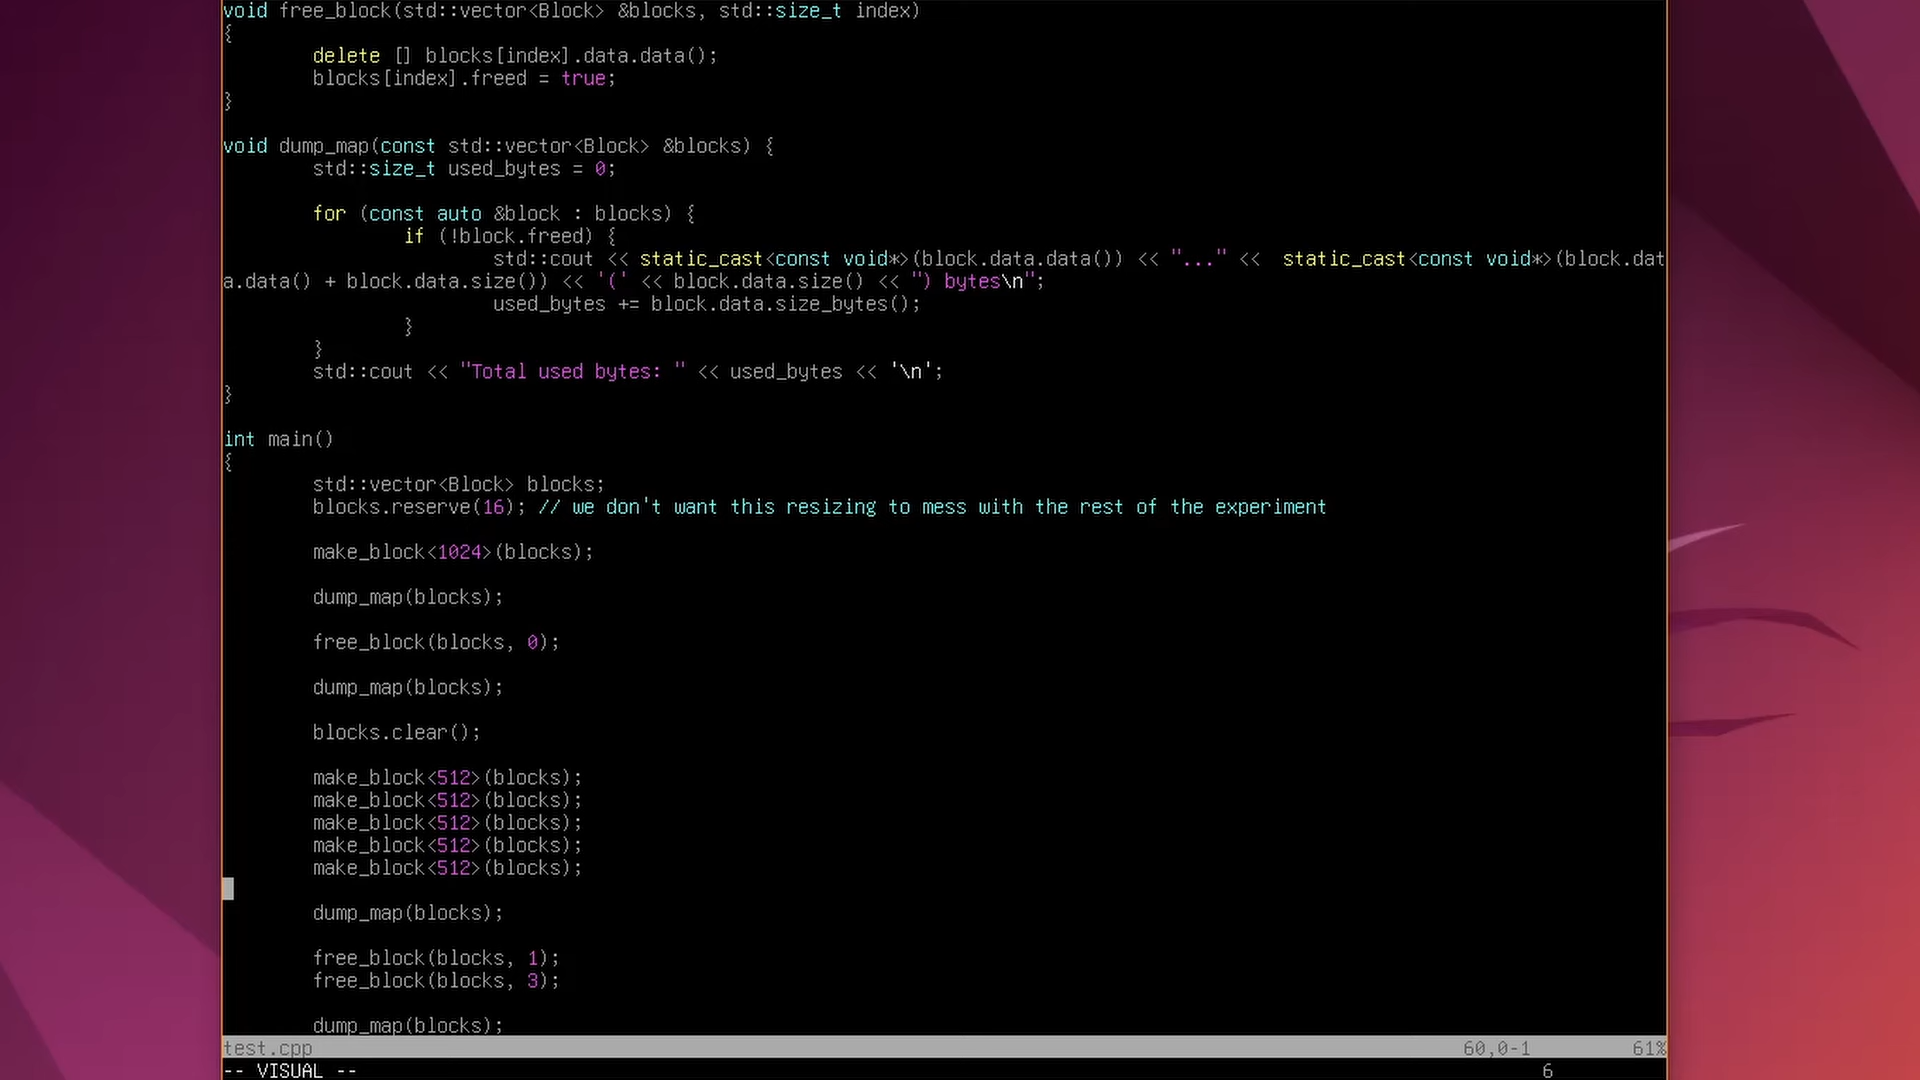 void free_block(std::vector<Block> &blocks, std::size_t index)
{
        delete [] blocks[index].data.data();
        blocks[index].freed = true;
}

void dump_map(const std::vector<Block> &blocks) {
        std::size_t used_bytes = 0;

        for (const auto &block : blocks) {
                if (!block.freed) {
                        std::cout << static_cast<const void*>(block.data.data()) << "..." <<  static_cast<const void*>(block.dat
a.data() + block.data.size()) << '(' << block.data.size() << ") bytes\n";
                        used_bytes += block.data.size_bytes();
                }
        }
        std::cout << "Total used bytes: " << used_bytes << '\n';
}

int main()
{
        std::vector<Block> blocks;
        blocks.reserve(16); // we don't want this resizing to mess with the rest of the experiment

        make_block<1024>(blocks);

        dump_map(blocks);

        free_block(blocks, 0);

        dump_map(blocks);

        blocks.clear();

        make_block<512>(blocks);
        make_block<512>(blocks);
        make_block<512>(blocks);
        make_block<512>(blocks);
        make_block<512>(blocks);

        dump_map(blocks);

        free_block(blocks, 1);
        free_block(blocks, 3);

        dump_map(blocks);
test.cpp 60,0-1 61%
-- VISUAL -- 6